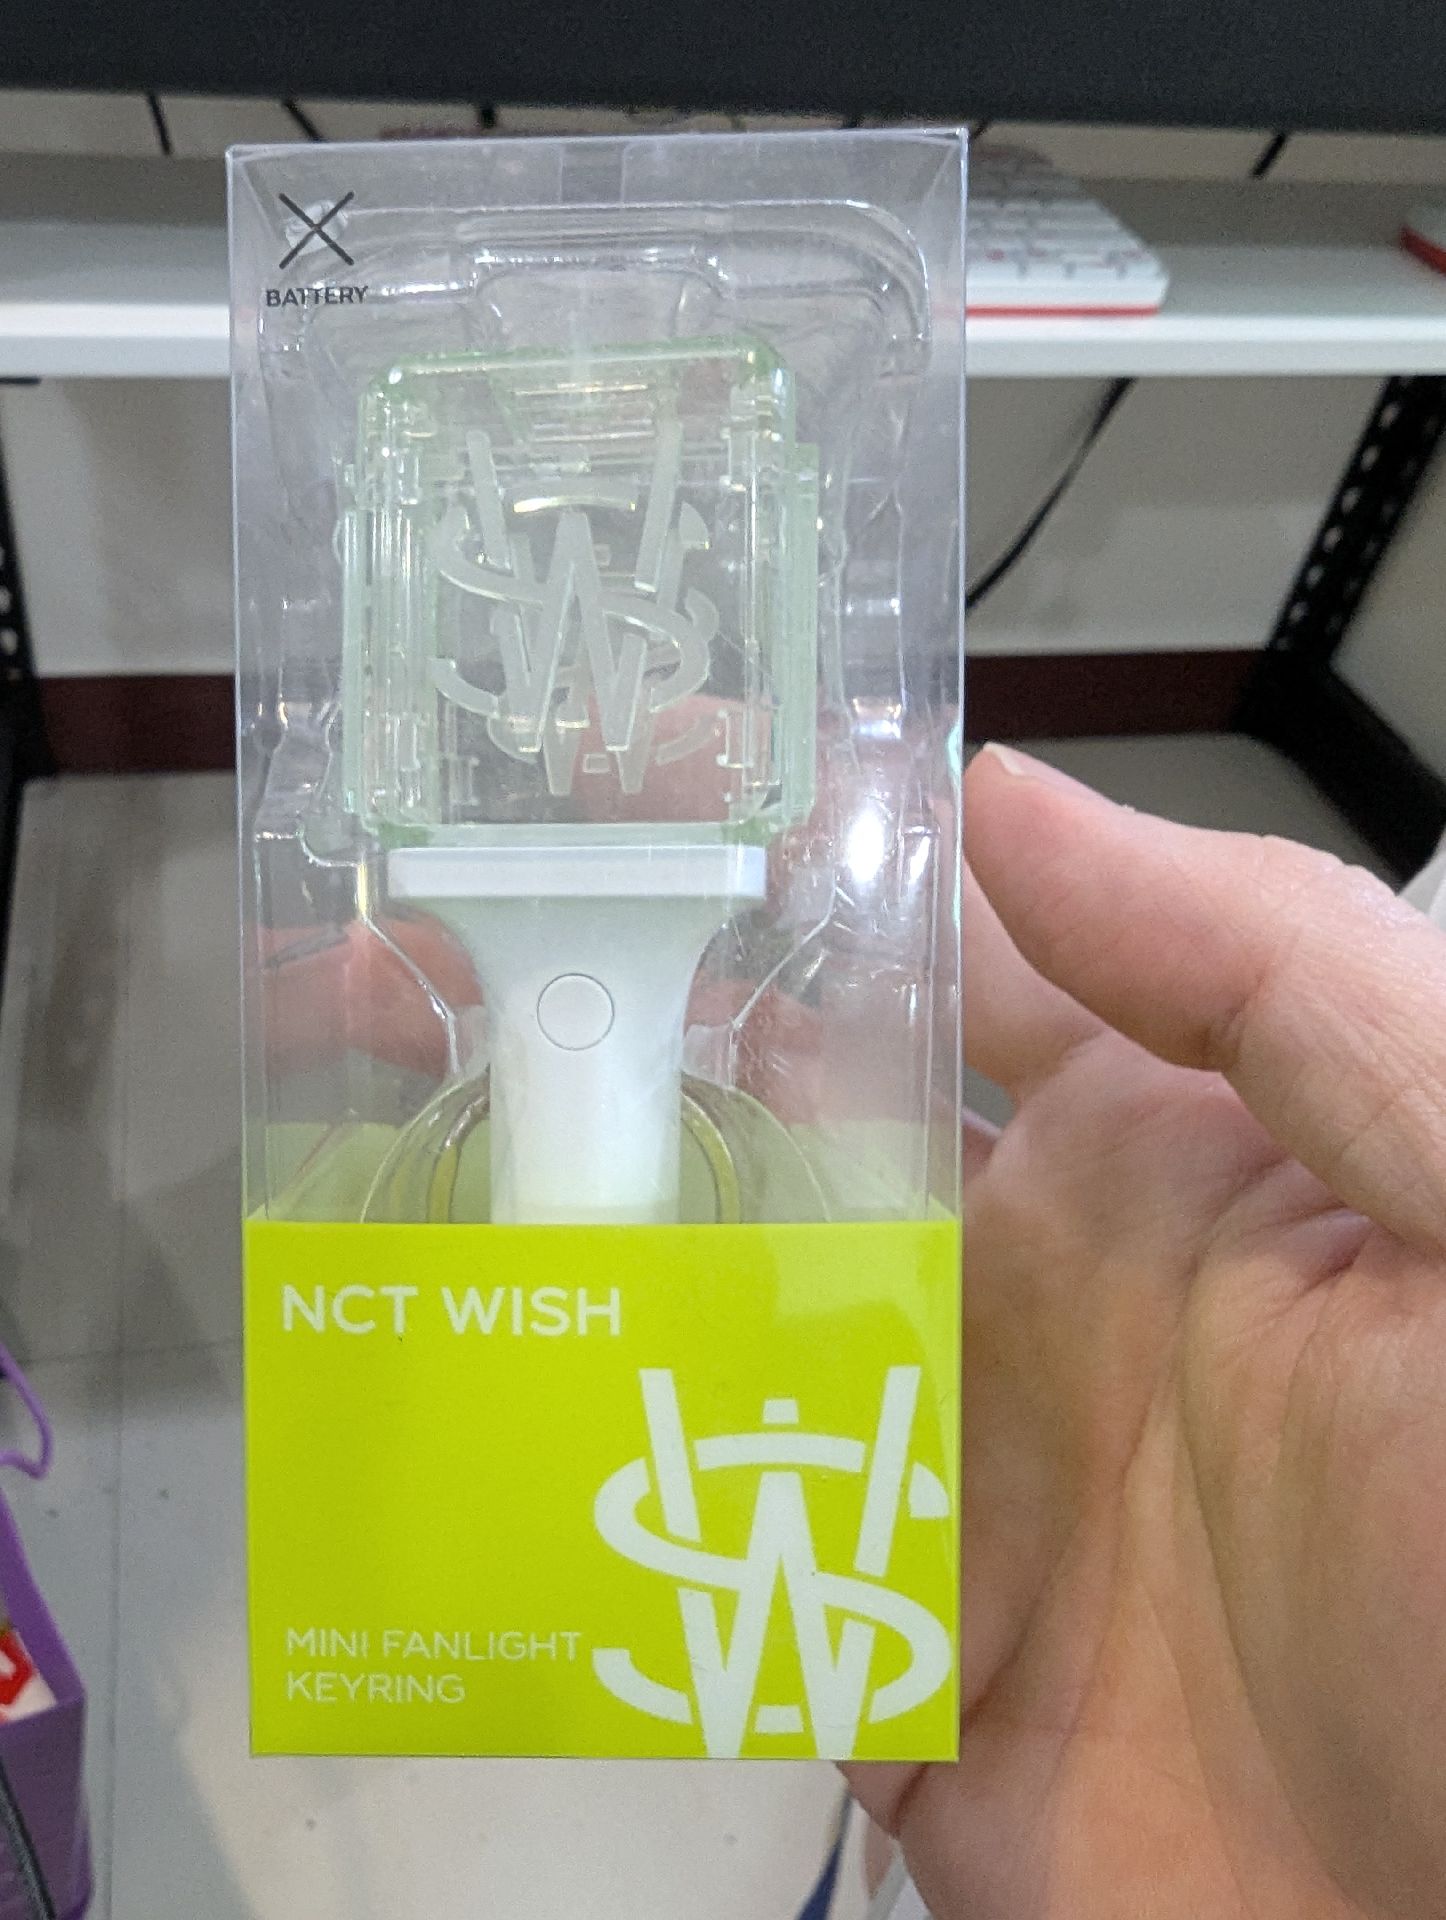 BATTERY
NCT WISH
MINI FANLIGHT
KEYRING